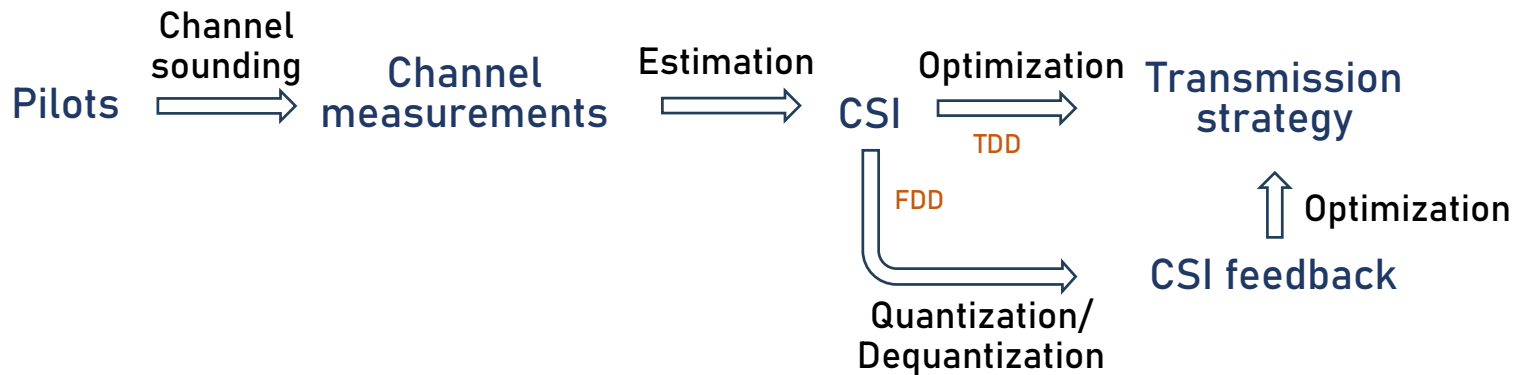 Pilots
Channel
sounding
Channel
measurements
Estimation
CSI
Optimization
TDD
Transmission
strategy
FDD
Quantization/
Dequantization
CSI feedback
Optimization